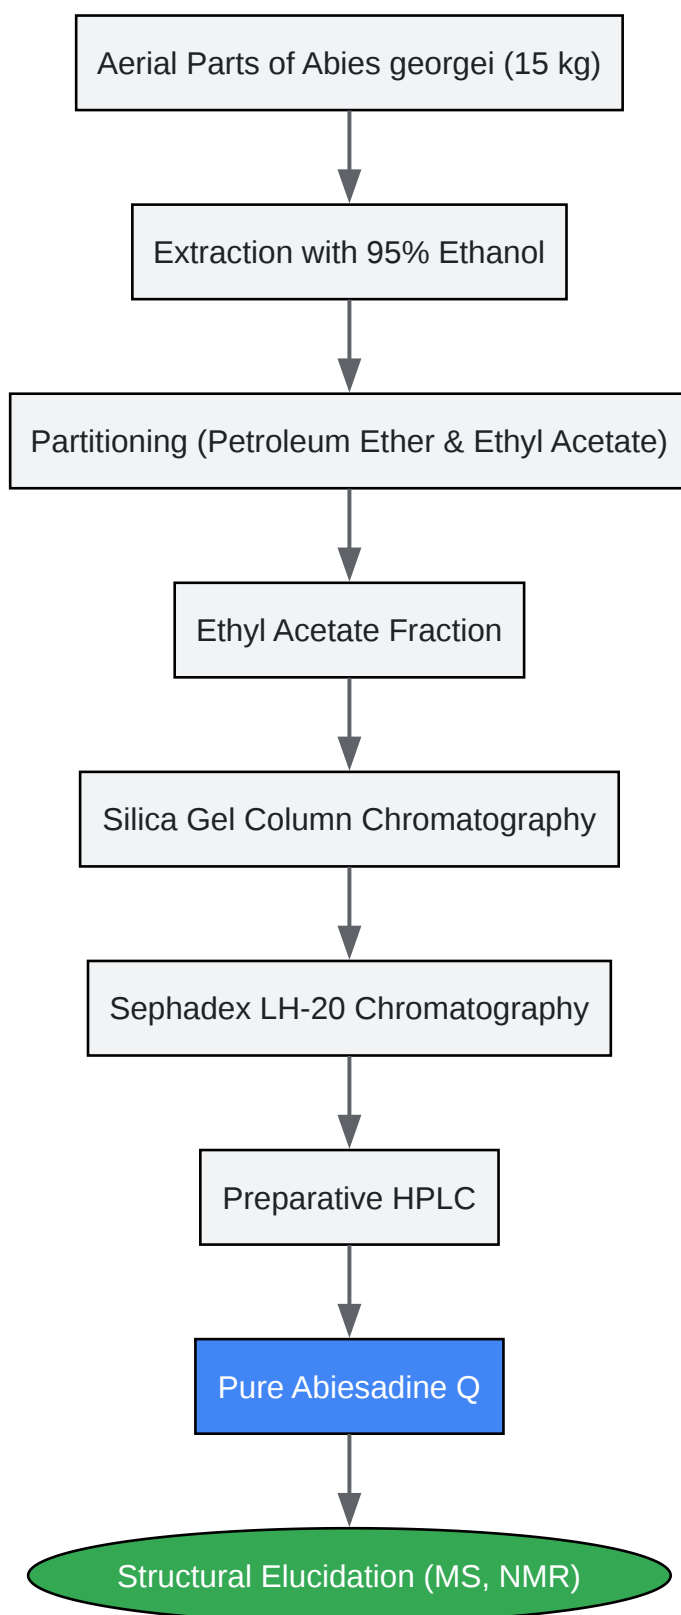 Aerial Parts of Abies georgei (15 kg)
Extraction with 95% Ethanol
Partitioning (Petroleum Ether & Ethyl Acetate)
Ethyl Acetate Fraction
Silica Gel Column Chromatography
Sephadex LH-20 Chromatography
Preparative HPLC
Pure Abiesadine Q
Structural Elucidation (MS, NMR)